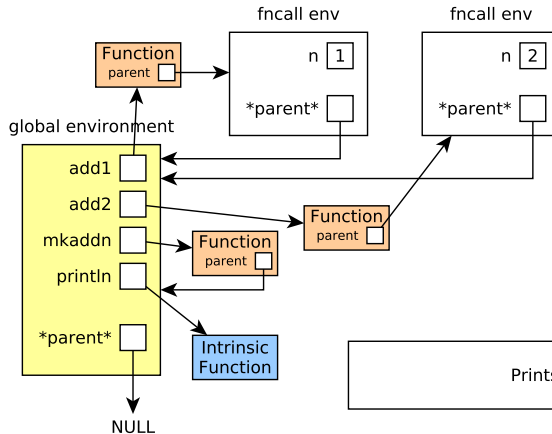 fncall env
fncall env
Function
parent
n 1
n 2
*parent*
*parent*
global environment
add1
add2
Function
parent
mkaddn
Function
parent
println
*parent*
Intrinsic
Function
Prints
NULL